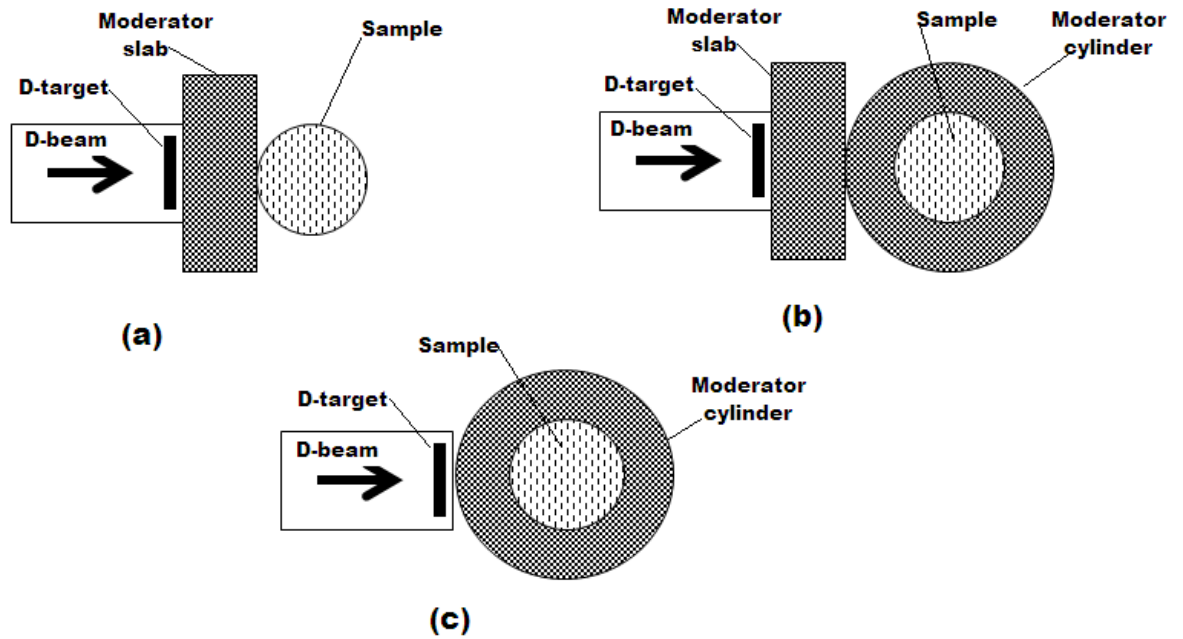 Moderator
slab
Sample
D-target
D-beam
(a)
Moderator
slab
Sample
Moderator
cylinder
D-target
D-beam
(b)
Sample
D-target
Moderator
cylinder
D-beam
(c)